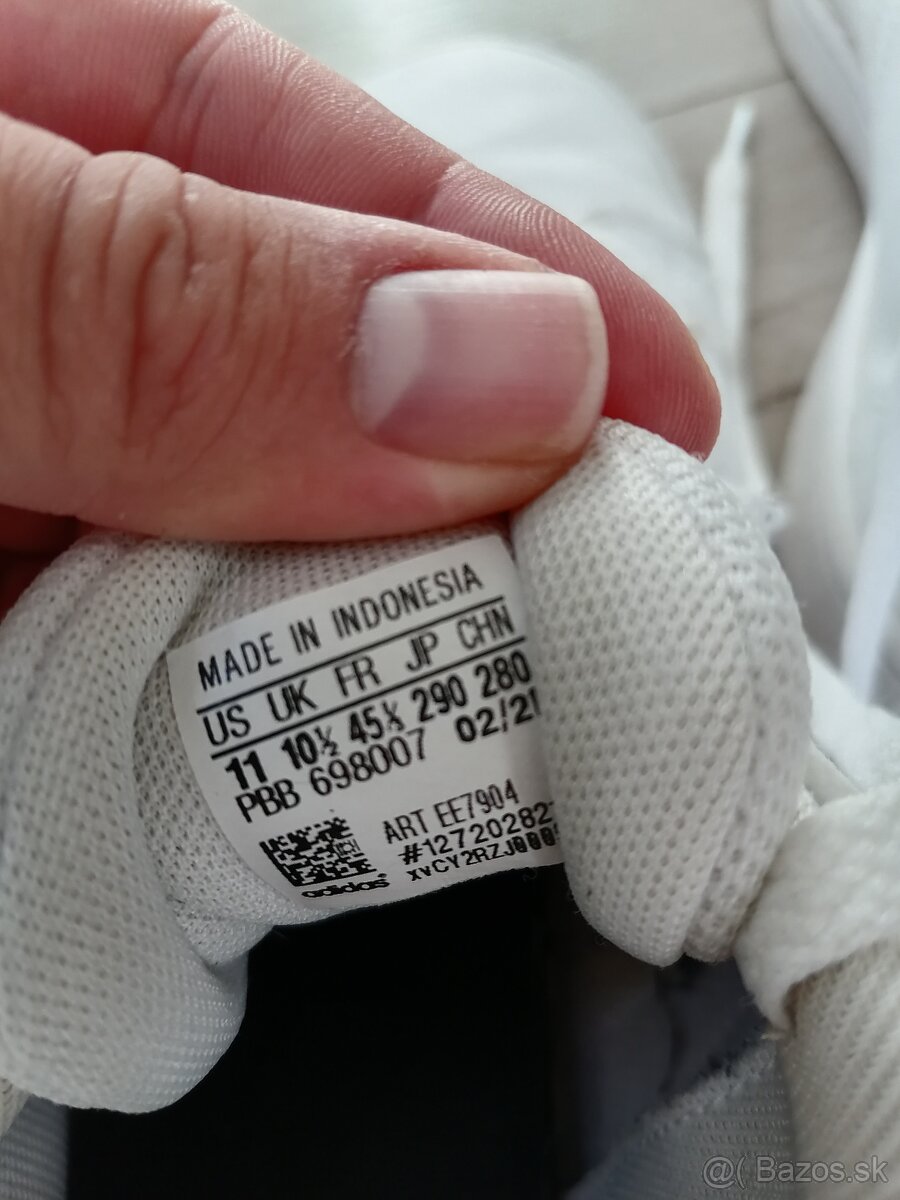 MADE IN INDONESIA
US UK FR JP CHN
11 10½ 45⅓ 290 280
PBB 698007 02/21
ART EE7904
#12720282
adidas
@( Bazos.sk